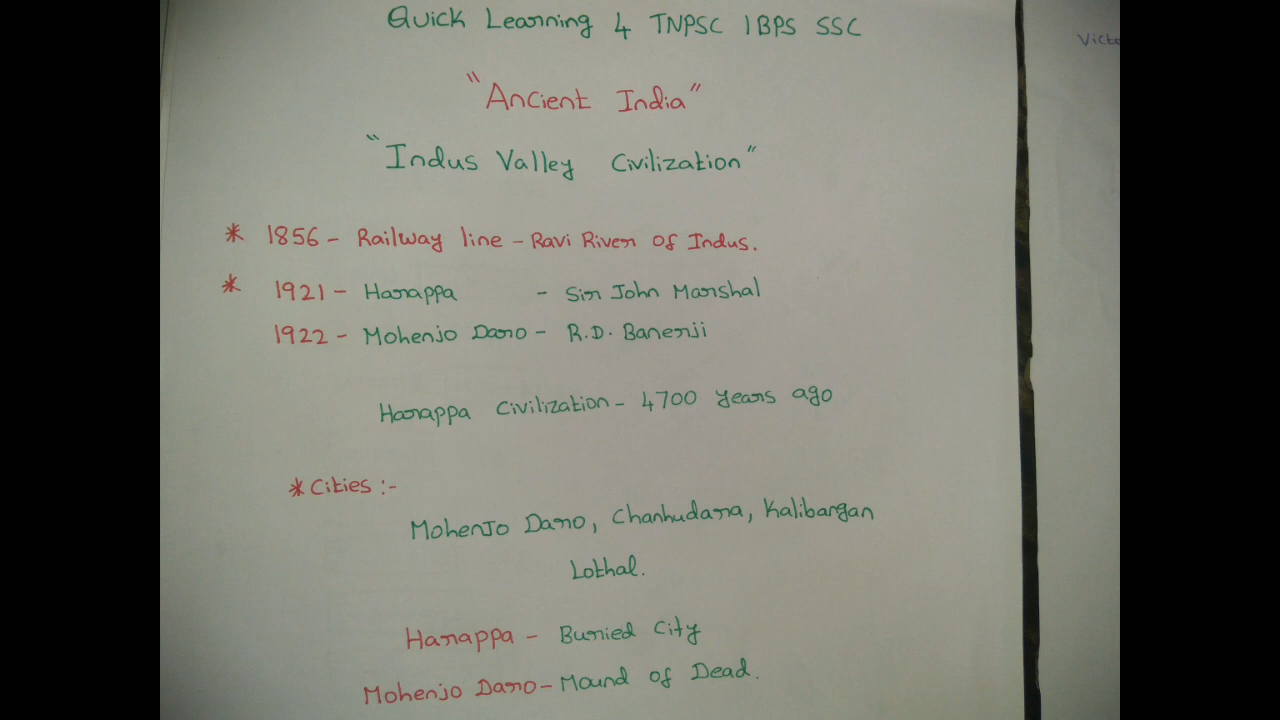 Quick Learning 4 TNPSC IBPS SSC
"Ancient India"
"Indus Valley Civilization"
* 1856 - Railway line - Ravi River of Indus.
* 1921 - Harappa - Sir John Marshal
1922 - Mohenjo Daro - R.D. Banerji
Harappa Civilization - 4700 years ago
* Cities :-
Mohenjo Daro, Chanhudara, Kalibangan
Lothal.
Harappa - Buried City
Mohenjo Daro - Mound of Dead.